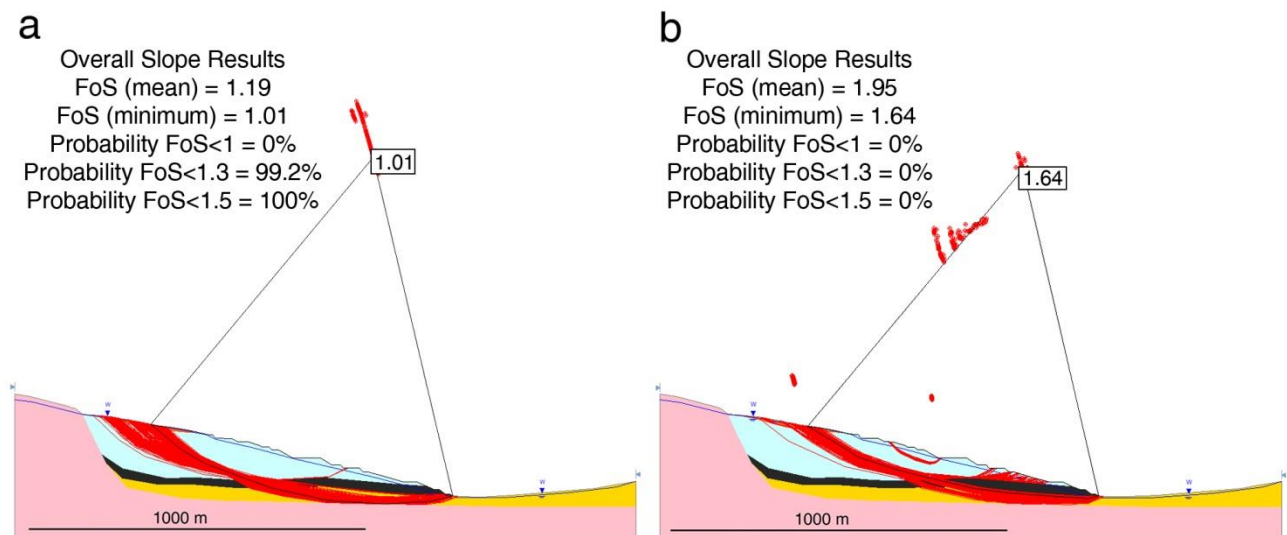 a
Overall Slope Results
FoS (mean) = 1.19
FoS (minimum) = 1.01
Probability FoS<1 = 0%
Probability FoS<1.3 = 99.2%
Probability FoS<1.5 = 100%
1.01
w
w
1000 m
b
Overall Slope Results
FoS (mean) = 1.95
FoS (minimum) = 1.64
Probability FoS<1 = 0%
Probability FoS<1.3 = 0%
Probability FoS<1.5 = 0%
1.64
w
w
1000 m